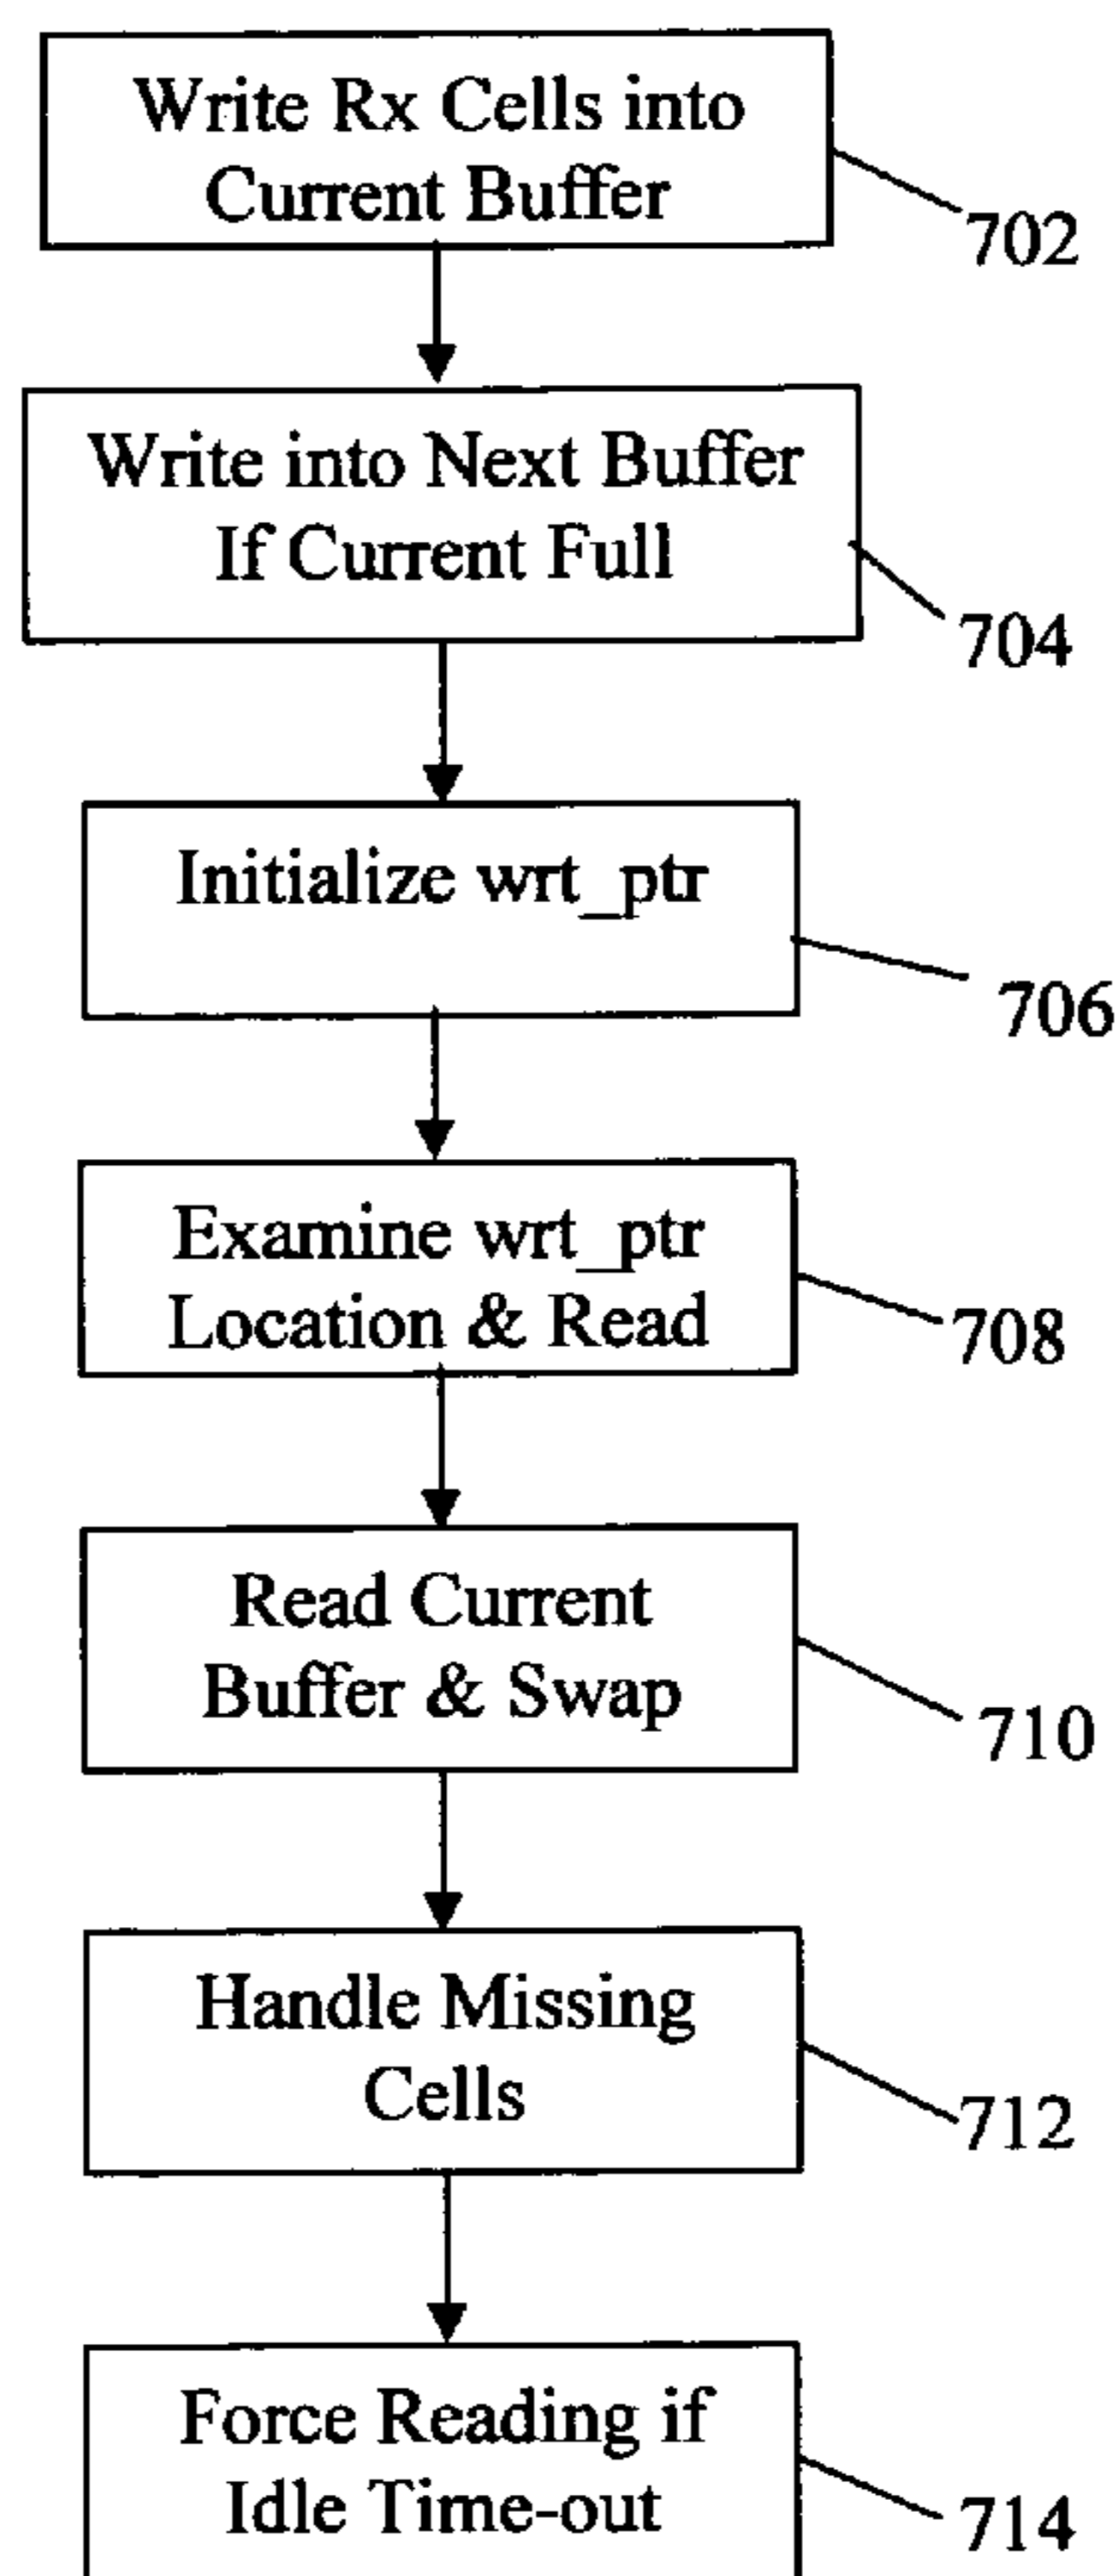 Write Rx Cells into
Current Buffer
702
Write into Next Buffer
If Current Full
704
Initialize wrt_ptr
706
Examine wrt_ptr
Location & Read
708
Read Current
Buffer & Swap
710
Handle Missing
Cells
712
Force Reading if
Idle Time-out
714